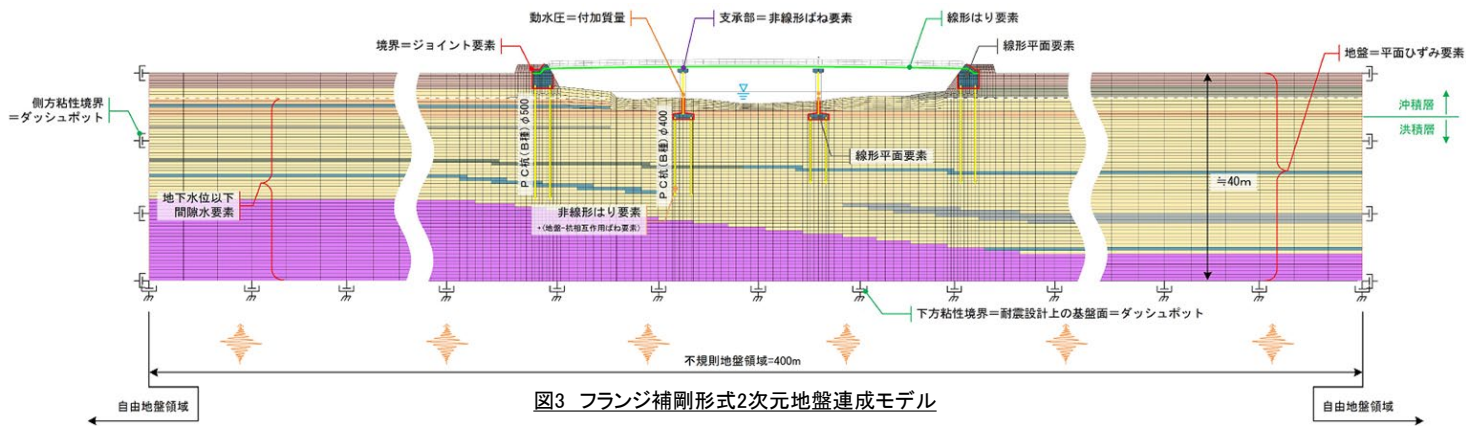 動水圧＝付加質量
支承部＝非線形ばね要素
線形はり要素
境界＝ジョイント要素
線形平面要素
地盤＝平面ひずみ要素
側方粘性境界
＝ダッシュポット
沖積層
洪積層
PC杭(B種)φ500
PC杭(B種)φ400
線形平面要素
≒40m
地下水位以下
間隙水要素
非線形はり要素
+(地盤-杭相互作用ばね要素)
下方粘性境界＝耐震設計上の基盤面＝ダッシュポット
不規則地盤領域=400m
自由地盤領域
図3 フランジ補剛形式2次元地盤連成モデル
自由地盤領域